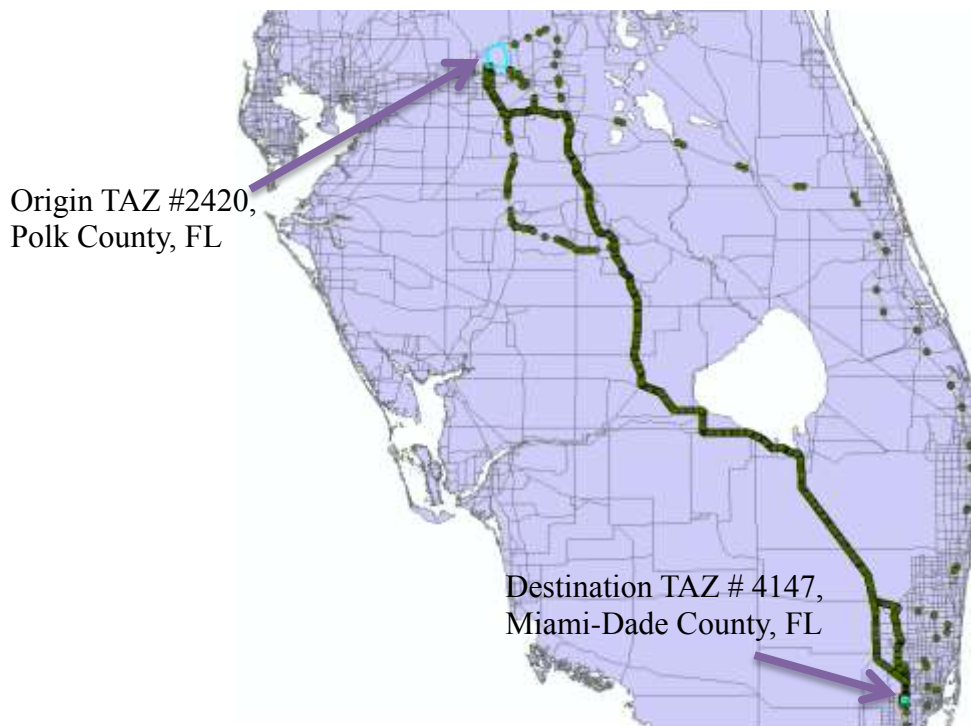 Origin TAZ #2420,
Polk County, FL
Destination TAZ # 4147,
Miami-Dade County, FL